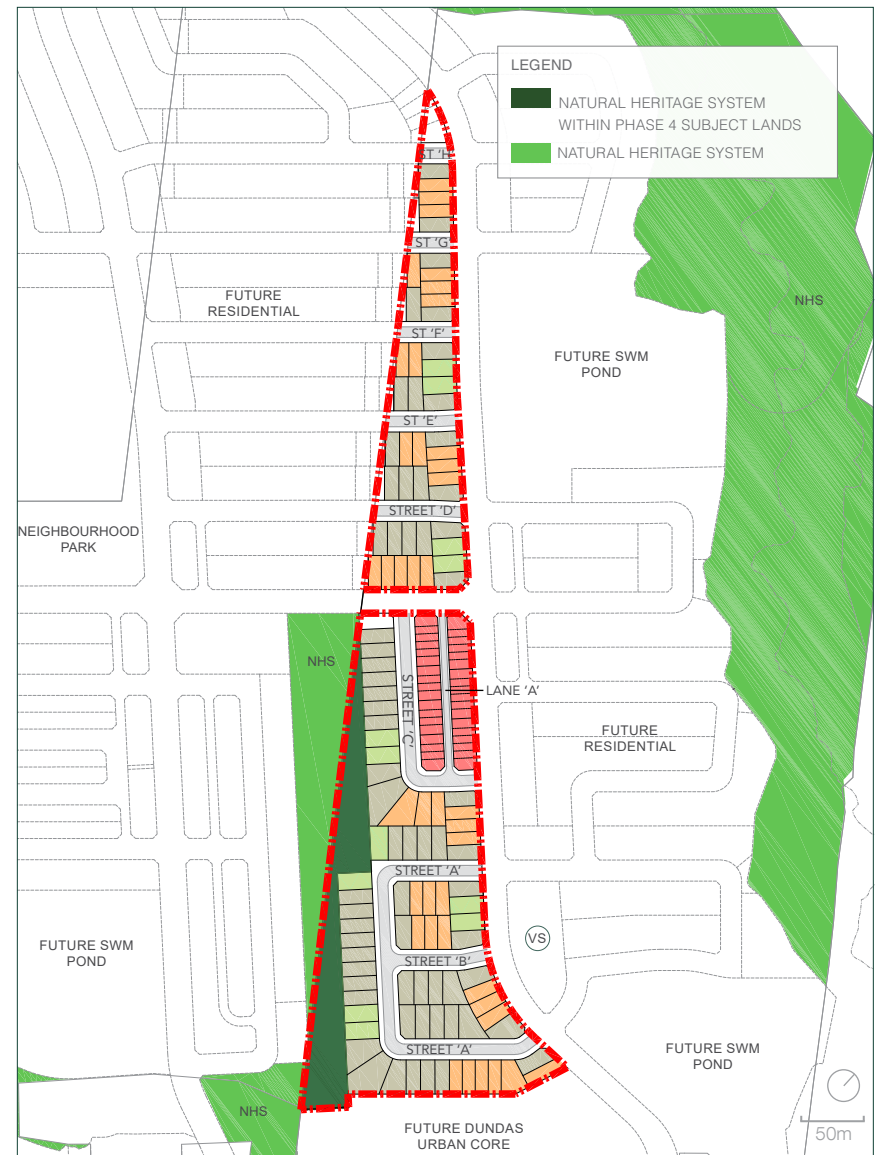 LEGEND
NATURAL HERITAGE SYSTEM
WITHIN PHASE 4 SUBJECT LANDS
NATURAL HERITAGE SYSTEM
ST 'H'
ST 'G'
FUTURE
RESIDENTIAL
NHS
ST 'F'
FUTURE SWM
POND
ST 'E'
STREET 'D'
NEIGHBOURHOOD
PARK
NHS
STREET 'C'
LANE 'A'
FUTURE
RESIDENTIAL
STREET 'A'
VS
FUTURE SWM
POND
STREET 'B'
STREET 'A'
FUTURE SWM
POND
NHS
FUTURE DUNDAS
URBAN CORE
50m